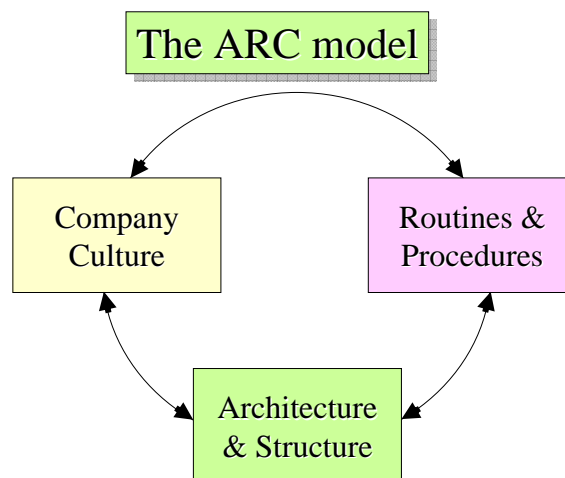 The ARC model
Company
Culture
Routines &
Procedures
Architecture
& Structure